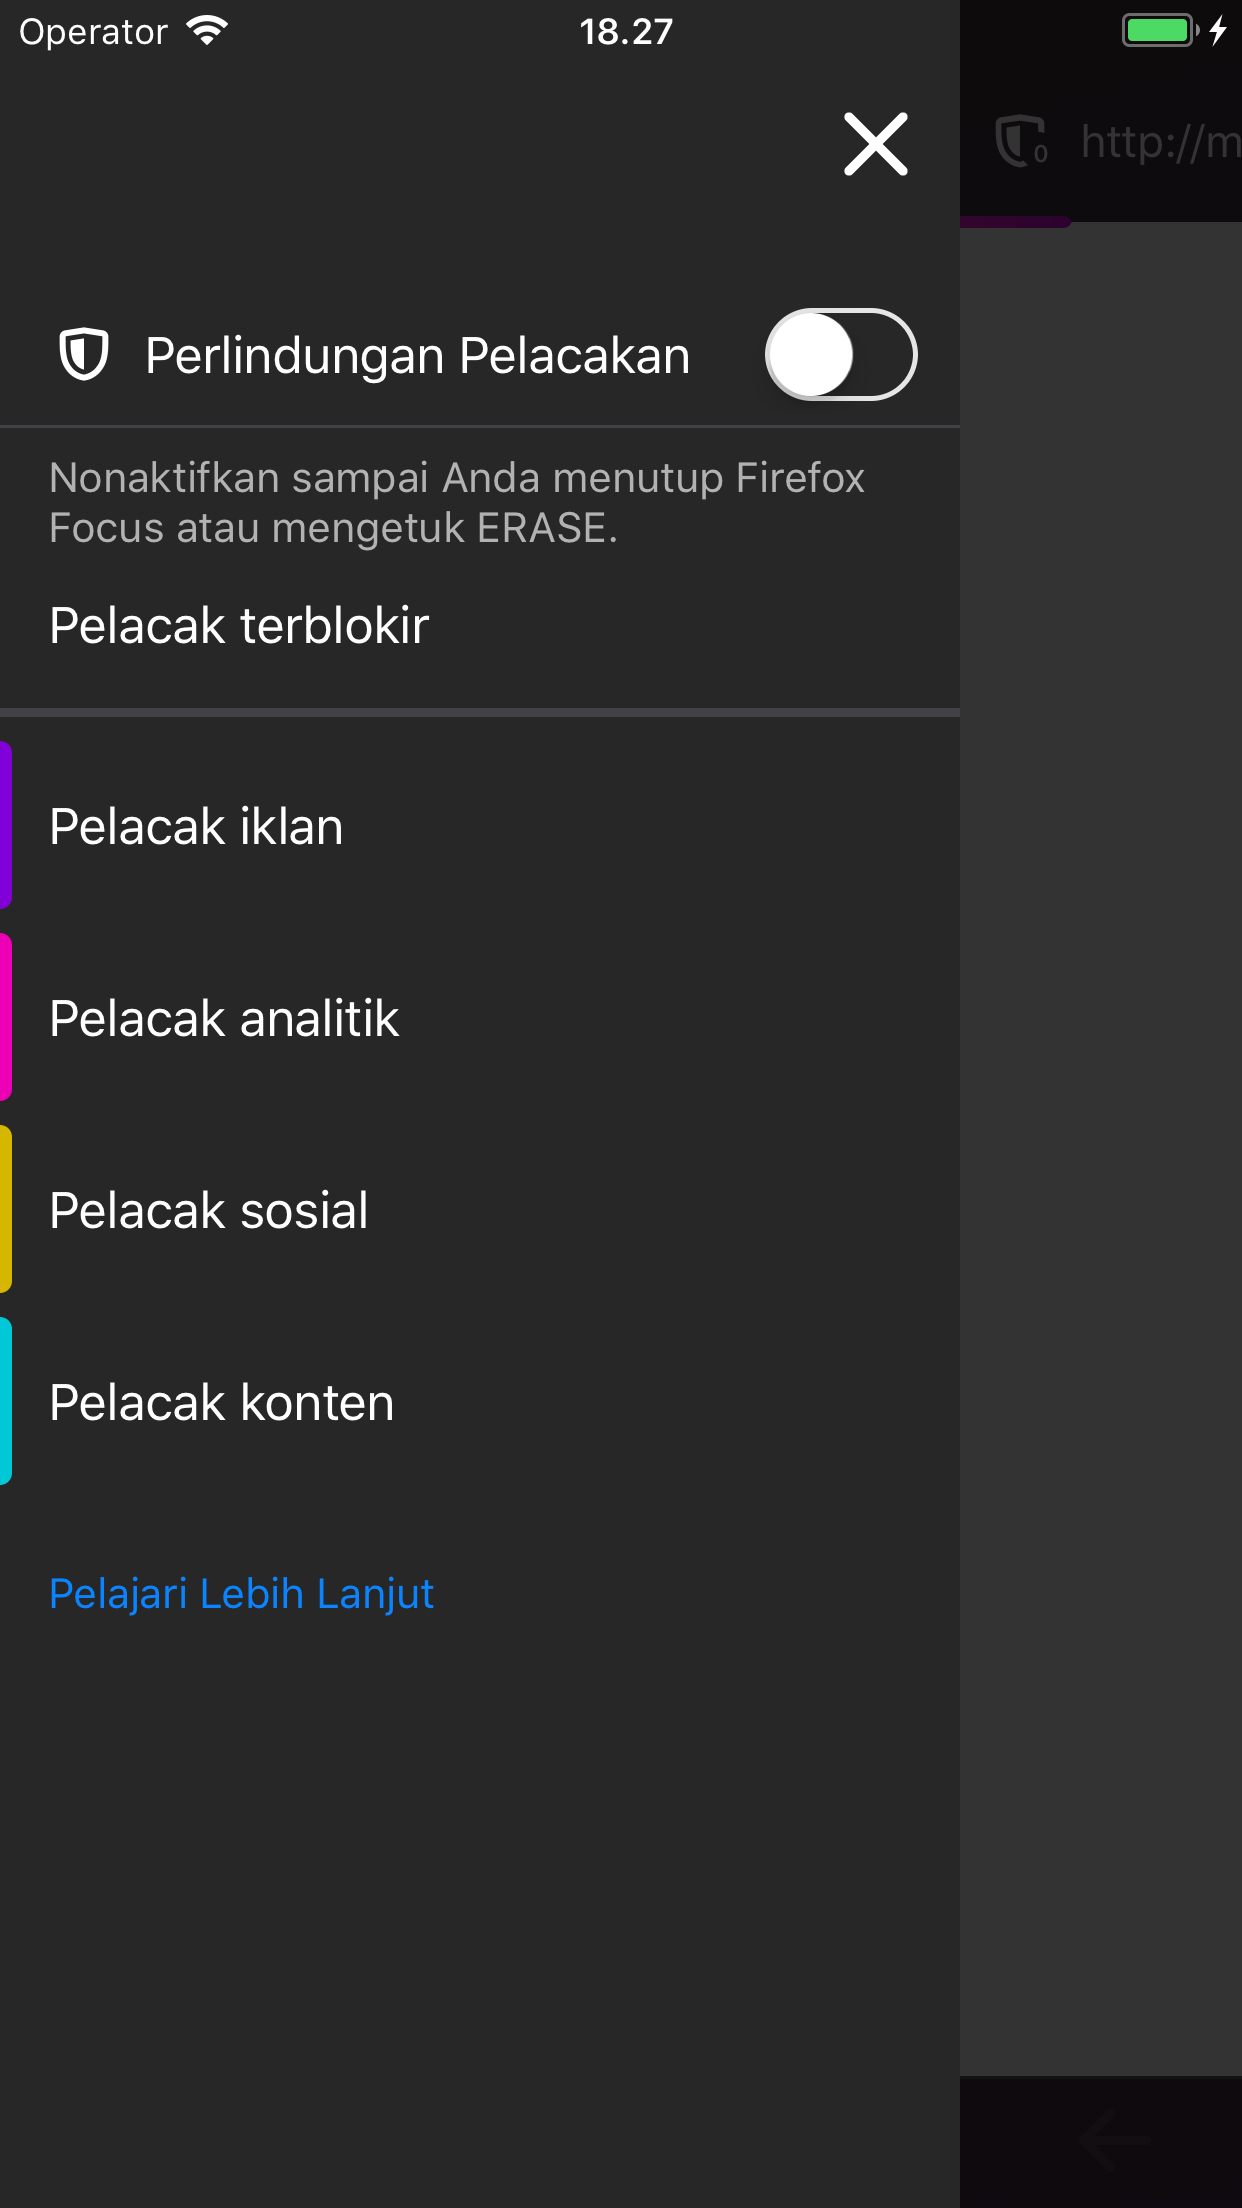 Operator
18.27
0
http://m
Perlindungan Pelacakan
Nonaktifkan sampai Anda menutup Firefox
Focus atau mengetuk ERASE.
Pelacak terblokir
Pelacak iklan
Pelacak analitik
Pelacak sosial
Pelacak konten
Pelajari Lebih Lanjut